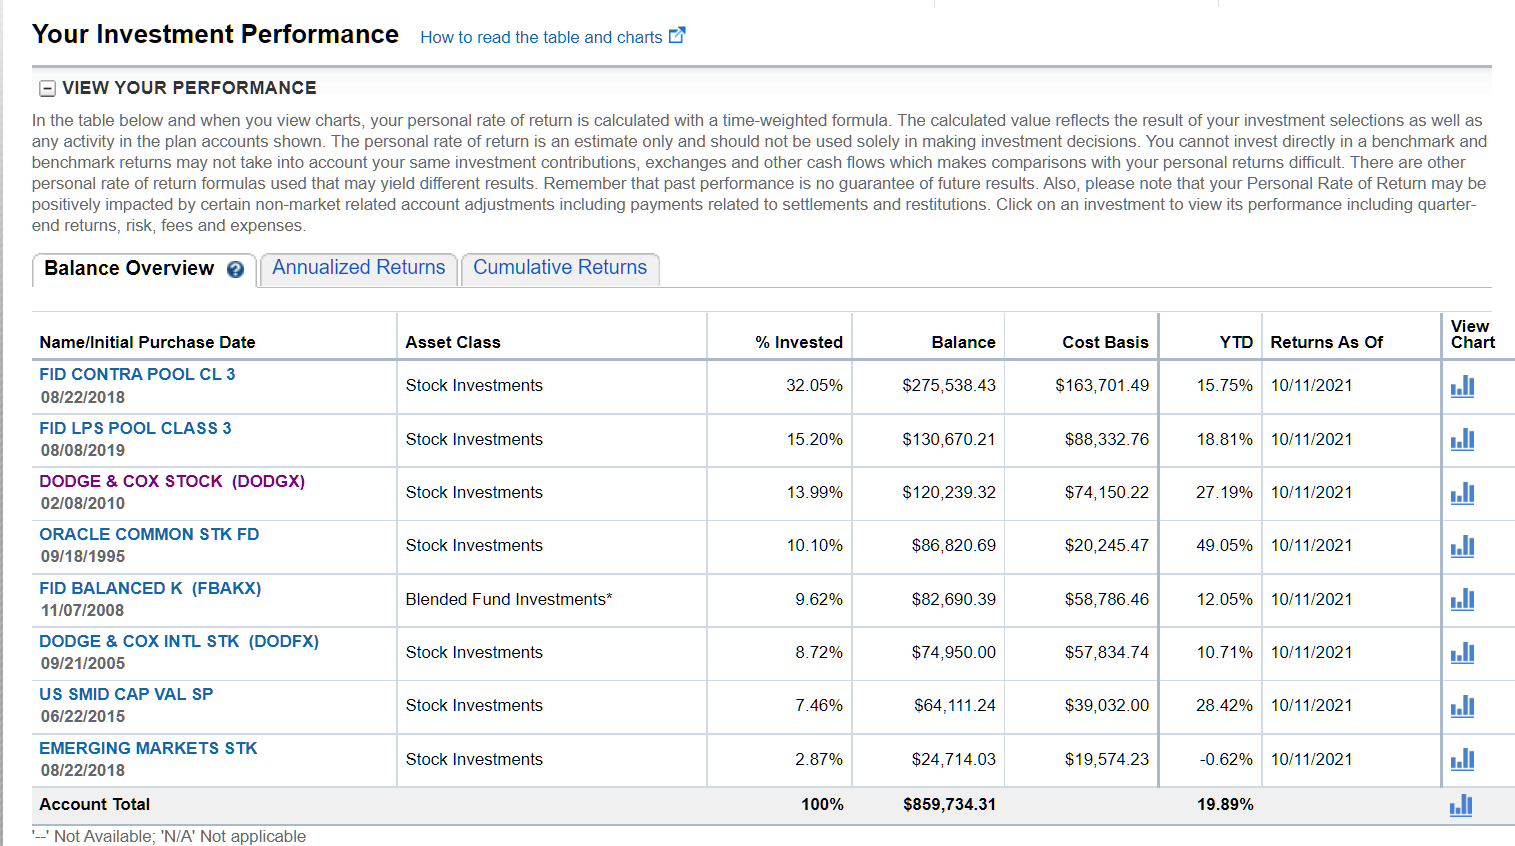 Your Investment Performance How to read the table and charts
VIEW YOUR PERFORMANCE
In the table below and when you view charts, your personal rate of return is calculated with a time-weighted formula. The calculated value reflects the result of your investment selections as well as
any activity in the plan accounts shown. The personal rate of return is an estimate only and should not be used solely in making investment decisions. You cannot invest directly in a benchmark and
benchmark returns may not take into account your same investment contributions, exchanges and other cash flows which makes comparisons with your personal returns difficult. There are other
personal rate of return formulas used that may yield different results. Remember that past performance is no guarantee of future results. Also, please note that your Personal Rate of Return may be
positively impacted by certain non-market related account adjustments including payments related to settlements and restitutions. Click on an investment to view its performance including quarter-
end returns, risk, fees and expenses.
Balance Overview ? Annualized Returns Cumulative Returns
View
Name/Initial Purchase Date Asset Class % Invested Balance Cost Basis YTD Returns As Of Chart
FID CONTRA POOL CL 3
Stock Investments 32.05% $275,538.43 $163,701.49 15.75% 10/11/2021
08/22/2018
FID LPS POOL CLASS 3
Stock Investments 15.20% $130,670.21 $88,332.76 18.81% 10/11/2021
08/08/2019
DODGE & COX STOCK (DODGX)
Stock Investments 13.99% $120,239.32 $74,150.22 27.19% 10/11/2021
02/08/2010
ORACLE COMMON STK FD
Stock Investments 10.10% $86,820.69 $20,245.47 49.05% 10/11/2021
09/18/1995
FID BALANCED K (FBAKX)
Blended Fund Investments* 9.62% $82,690.39 $58,786.46 12.05% 10/11/2021
11/07/2008
DODGE & COX INTL STK (DODFX)
Stock Investments 8.72% $74,950.00 $57,834.74 10.71% 10/11/2021
09/21/2005
US SMID CAP VAL SP
Stock Investments 7.46% $64,111.24 $39,032.00 28.42% 10/11/2021
06/22/2015
EMERGING MARKETS STK
Stock Investments 2.87% $24,714.03 $19,574.23 -0.62% 10/11/2021
08/22/2018
Account Total 100% $859,734.31 19.89%
'--' Not Available; 'N/A' Not applicable